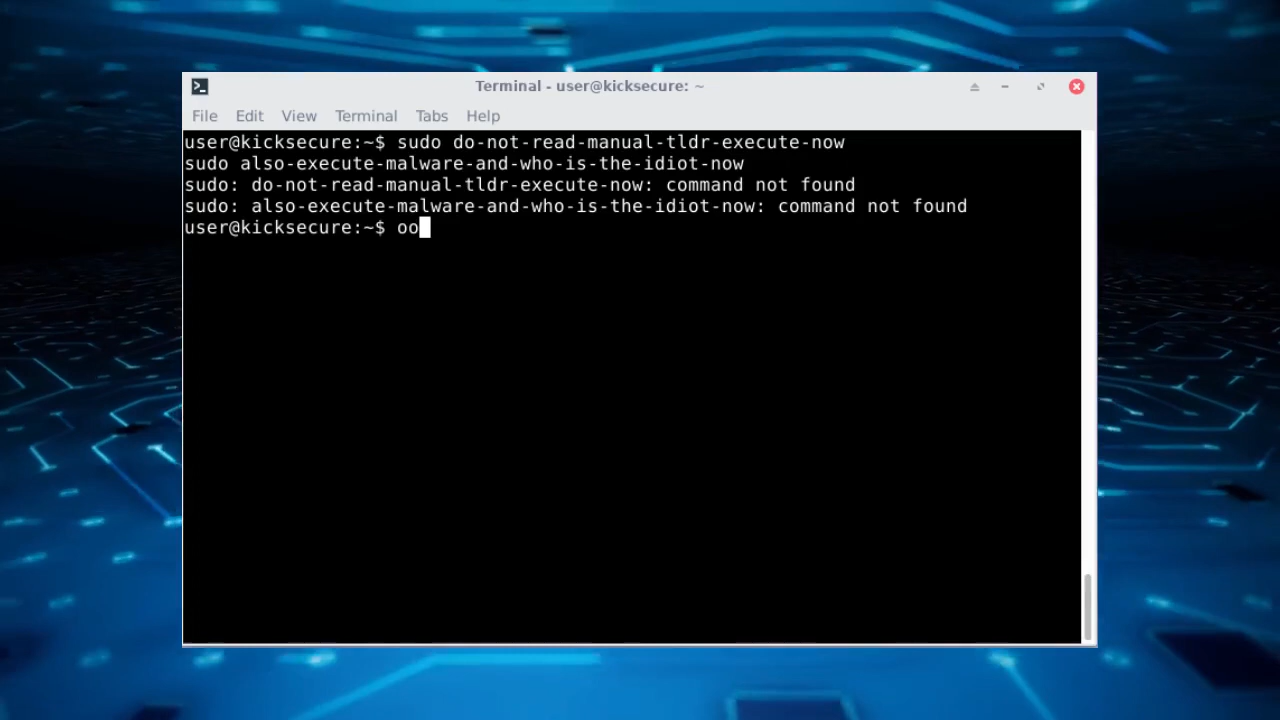 Terminal - user@kicksecure: ~
File Edit View Terminal Tabs Help
user@kicksecure:~$ sudo do-not-read-manual-tldr-execute-now
sudo also-execute-malware-and-who-is-the-idiot-now
sudo: do-not-read-manual-tldr-execute-now: command not found
sudo: also-execute-malware-and-who-is-the-idiot-now: command not found
user@kicksecure:~$ oo